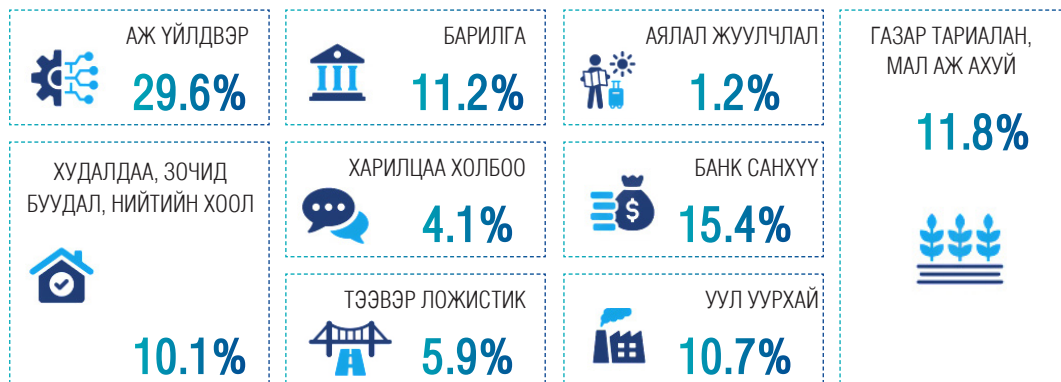 АЖ ҮЙЛДВЭР
29.6%
БАРИЛГА
11.2%
АЯЛАЛ ЖУУЛЧЛАЛ
1.2%
ГАЗАР ТАРИАЛАН,
МАЛ АЖ АХУЙ
11.8%
ХУДАЛДАА, ЗОЧИД
БУУДАЛ, НИЙТИЙН ХООЛ
10.1%
ХАРИЛЦАА ХОЛБОО
4.1%
БАНК САНХҮҮ
$
15.4%
ТЭЭВЭР ЛОЖИСТИК
5.9%
УУЛ УУРХАЙ
10.7%